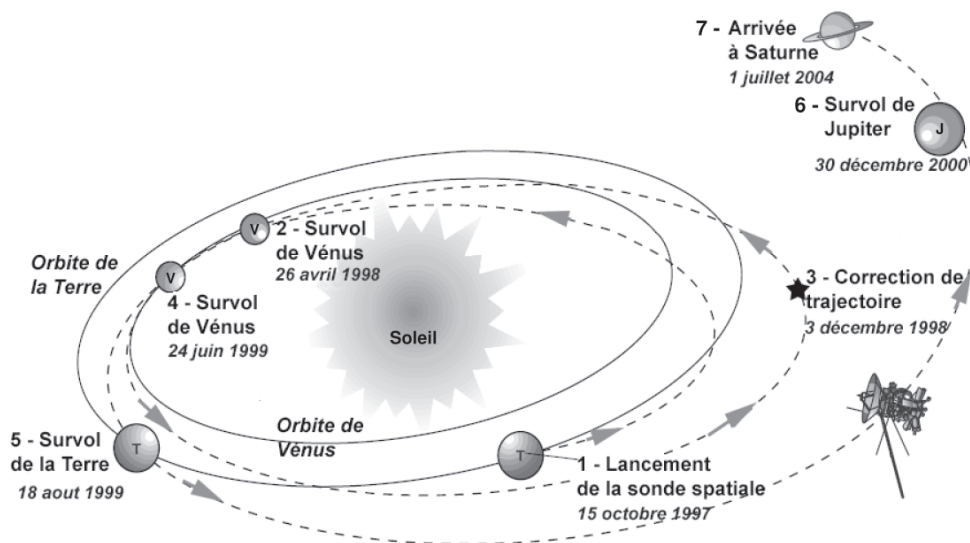 7 - Arrivée
à Saturne
1 juillet 2004
6 - Survol de
Jupiter
J
30 décembre 2000
V
2 - Survol
de Vénus
26 avril 1998
Orbite de
la Terre
V
4 - Survol
de Vénus
24 juin 1999
3 - Correction de
trajectoire
3 décembre 1998
Soleil
Orbite de
Vénus
5 - Survol
de la Terre
18 aout 1999
T
T
1 - Lancement
de la sonde spatiale
15 octobre 1997